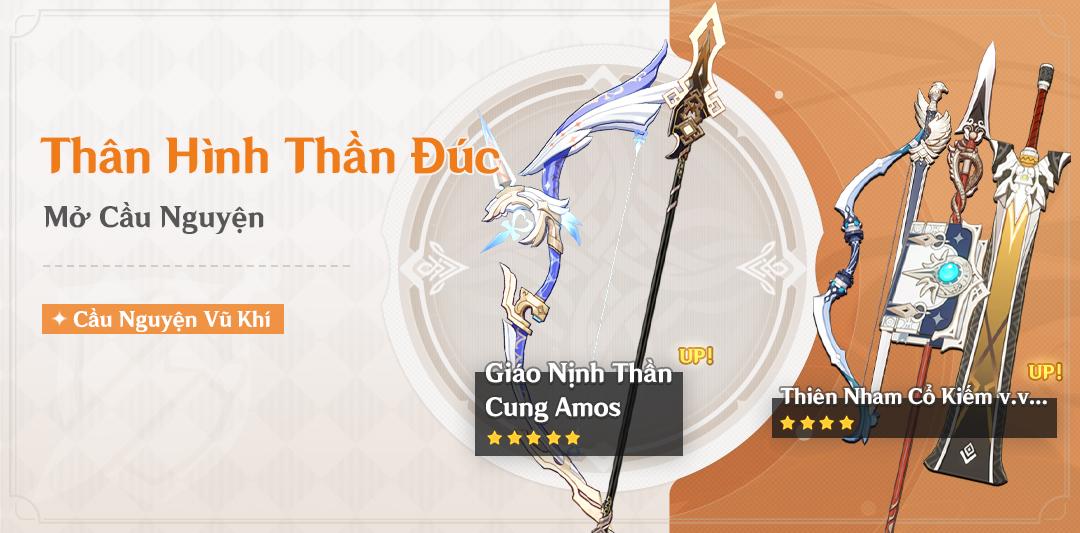 Thân Hình Thần Đúc
Mở Cầu Nguyện
✦ Cầu Nguyện Vũ Khí
UP!
Giáo Nịnh Thần
Cung Amos
UP!
Thiên Nham Cổ Kiếm v.v...